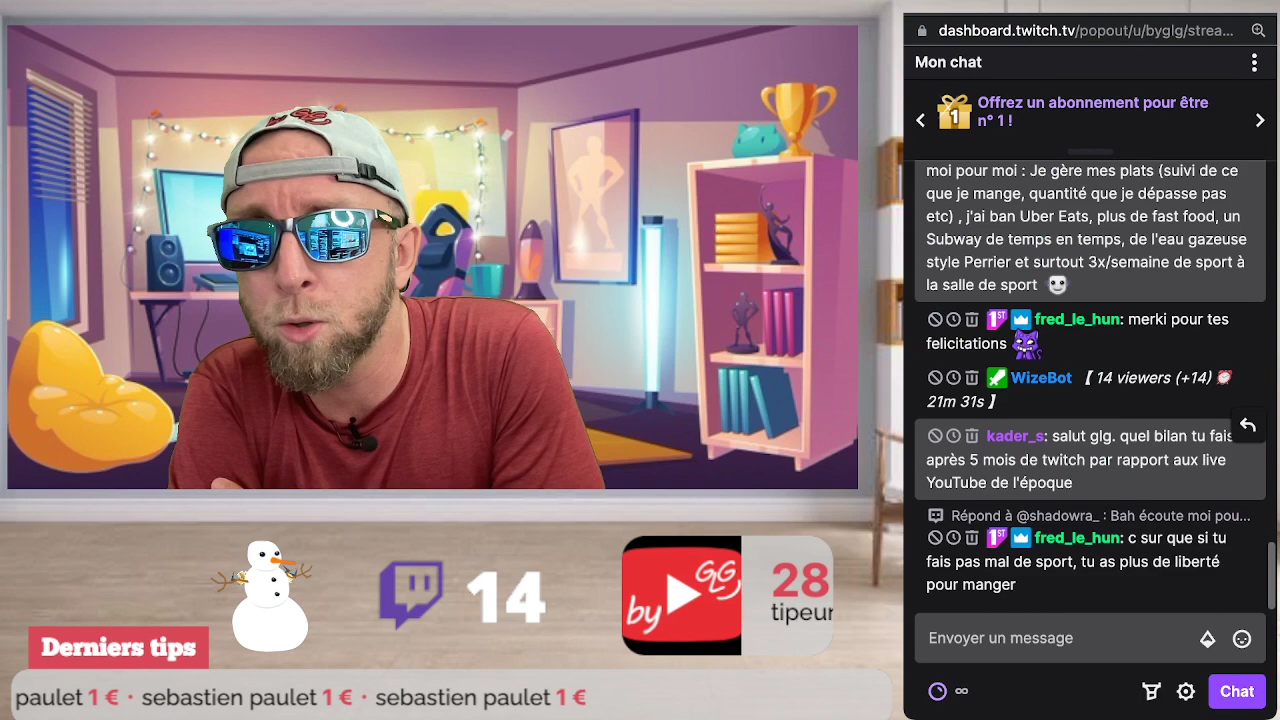 dashboard.twitch.tv/popout/u/byglg/strea...
Mon chat
1
Offrez un abonnement pour être
n° 1 !
moi pour moi : Je gère mes plats (suivi de ce
que je mange, quantité que je dépasse pas
etc) , j'ai ban Uber Eats, plus de fast food, un
Subway de temps en temps, de l'eau gazeuse
style Perrier et surtout 3x/semaine de sport à
la salle de sport
1ST fred_le_hun: merki pour tes
felicitations
WizeBot 【 14 viewers (+14) ⏰
21m 31s 】
kader_s: salut glg. quel bilan tu fais
après 5 mois de twitch par rapport aux live
YouTube de l'époque
Répond à @shadowra_ : Bah écoute moi pou...
1ST fred_le_hun: c sur que si tu
fais pas mal de sport, tu as plus de liberté
pour manger
Envoyer un message
∞
Chat
14
by GLG
28
tipeur
Derniers tips
paulet 1 € · sebastien paulet 1 € · sebastien paulet 1 €